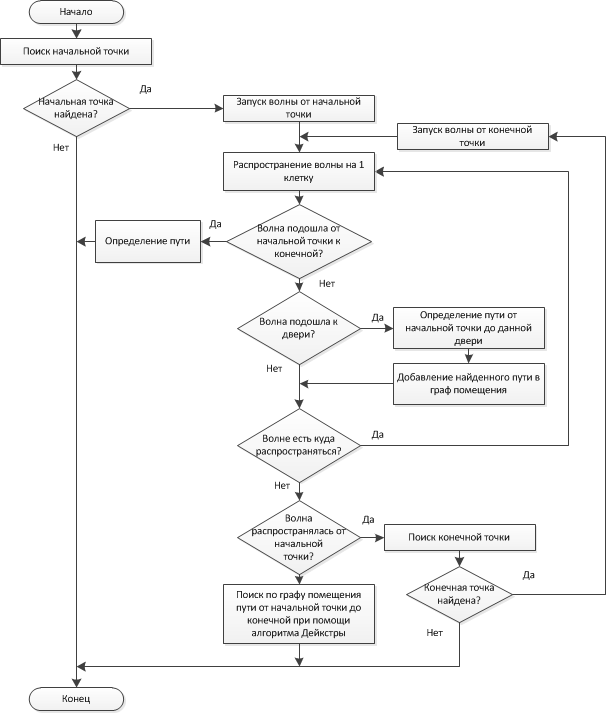 Начало
Поиск начальной точки
Начальная точка
найдена?
Да
Нет
Запуск волны от начальной
точки
Запуск волны от конечной
точки
Распространение волны на 1
клетку
Волна подошла от
начальной точки к
конечной?
Да
Определение пути
Нет
Волна подошла к
двери?
Да
Определение пути от
начальной точки до данной
двери
Нет
Добавление найденного пути в
граф помещения
Волне есть куда
распространяться?
Да
Нет
Волна
распространялась от
начальной
точки?
Да
Поиск конечной точки
Конечная точка
найдена?
Да
Нет
Поиск по графу помещения
пути от начальной точки до
конечной при помощи
алгоритма Дейкстры
Конец